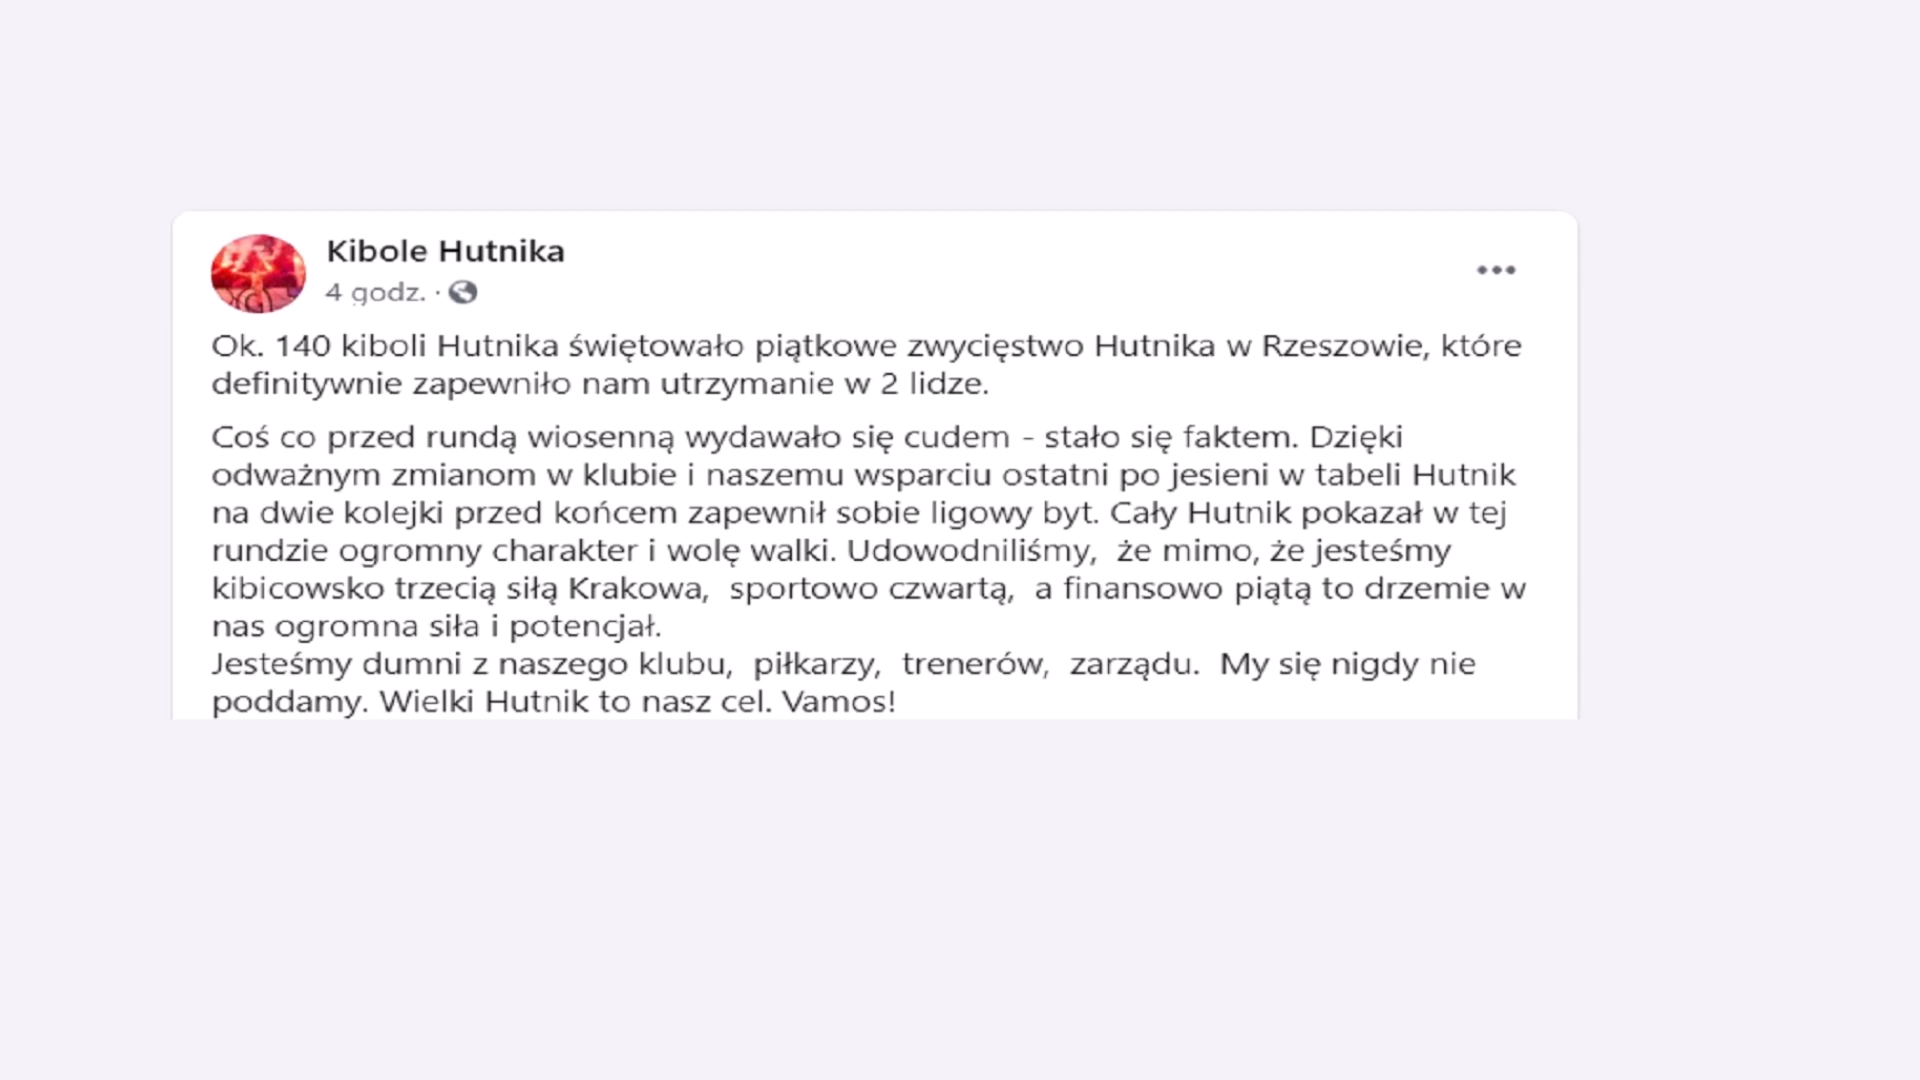 Kibole Hutnika
4 godz. ·
Ok. 140 kiboli Hutnika świętowało piątkowe zwycięstwo Hutnika w Rzeszowie, które
definitywnie zapewniło nam utrzymanie w 2 lidze.
Coś co przed rundą wiosenną wydawało się cudem - stało się faktem. Dzięki
odważnym zmianom w klubie i naszemu wsparciu ostatni po jesieni w tabeli Hutnik
na dwie kolejki przed końcem zapewnił sobie ligowy byt. Cały Hutnik pokazał w tej
rundzie ogromny charakter i wolę walki. Udowodniliśmy, że mimo, że jesteśmy
kibicowsko trzecią siłą Krakowa, sportowo czwartą, a finansowo piątą to drzemie w
nas ogromna siła i potencjał.
Jesteśmy dumni z naszego klubu, piłkarzy, trenerów, zarządu. My się nigdy nie
poddamy. Wielki Hutnik to nasz cel. Vamos!